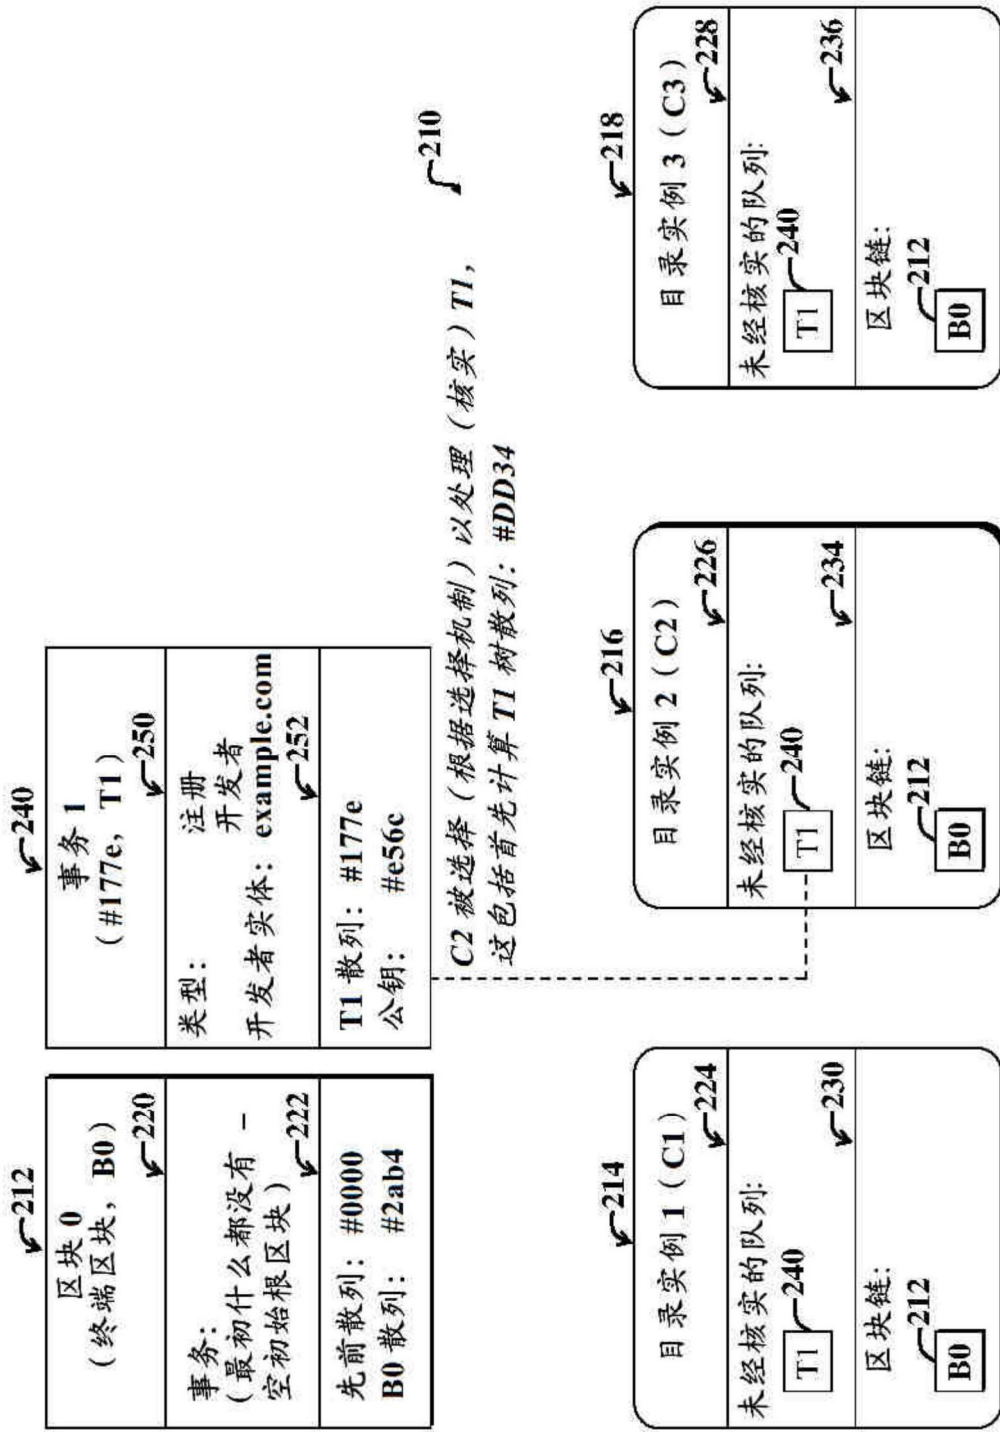 212
区块 0
（终端区块，B0）
220
事务：
（最初什么都没有 –
空初始根区块）
222
先前散列： #0000
B0 散列： #2ab4
240
事务 1
（#177e，T1）
250
类型： 注册
开发者
开发者实体：example.com
252
T1 散列： #177e
公钥： #e56c
210
C2 被选择（根据选择机制）以处理（核实）T1，
这包括首先计算 T1 树散列：#DD34
214
目录实例 1（C1）
224
未经核实的队列:
T1
240
230
区块链:
B0
212
216
目录实例 2（C2）
226
未经核实的队列:
T1
240
234
区块链:
B0
212
218
目录实例 3（C3）
228
未经核实的队列:
T1
240
236
区块链:
B0
212